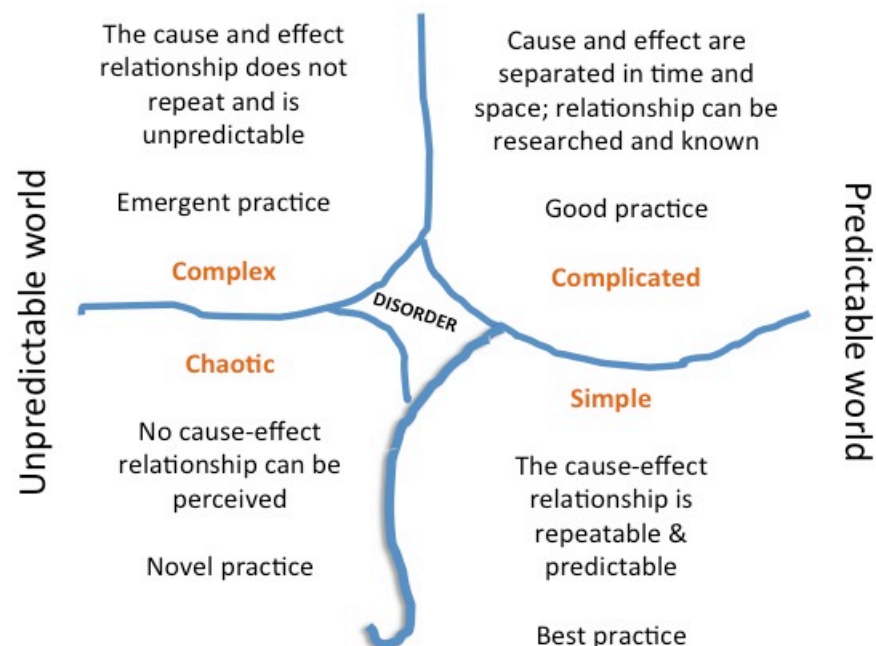 The cause and effect
relationship does not
repeat and is
unpredictable
Emergent practice
Complex
Cause and effect are
separated in time and
space; relationship can be
researched and known
Good practice
Complicated
Unpredictable world
DISORDER
Predictable world
Chaotic
No cause-effect
relationship can be
perceived
Novel practice
Simple
The cause-effect
relationship is
repeatable &
predictable
Best practice